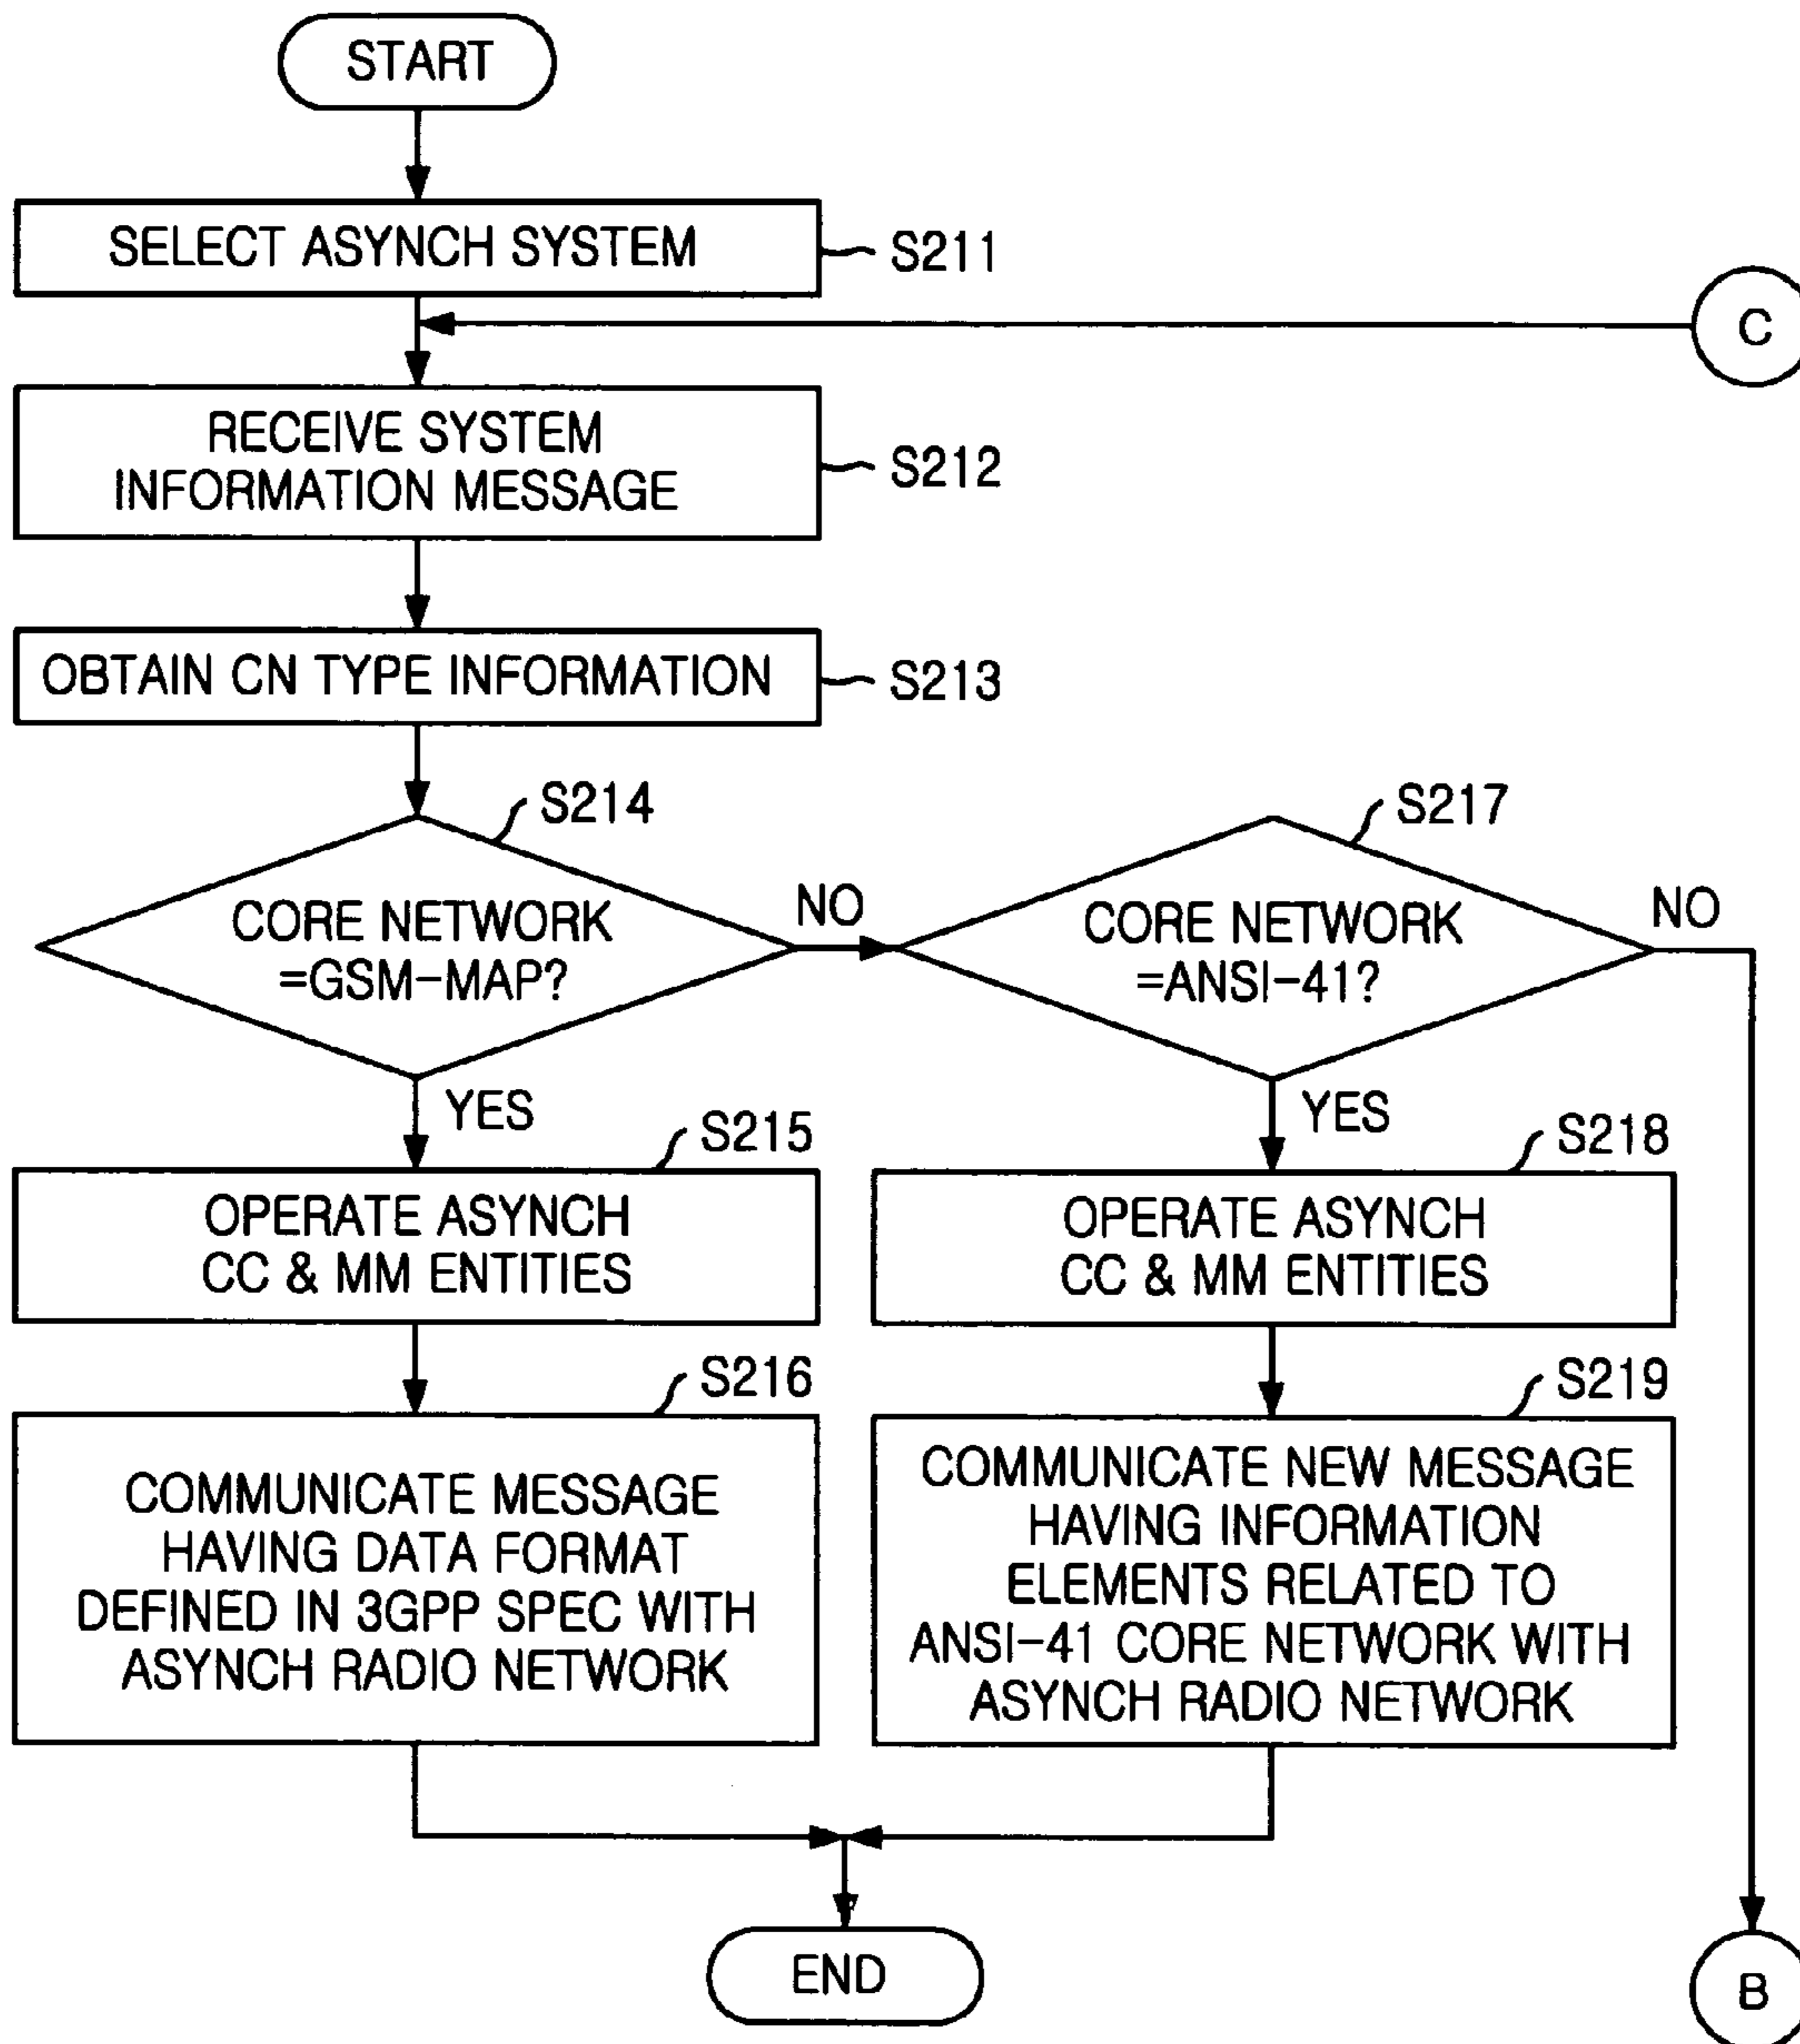 START
SELECT ASYNCH SYSTEM
S211
C
RECEIVE SYSTEM
INFORMATION MESSAGE
S212
OBTAIN CN TYPE INFORMATION
S213
S214
CORE NETWORK
=GSM-MAP?
NO
S217
CORE NETWORK
=ANSI-41?
NO
YES
YES
S215
OPERATE ASYNCH
CC & MM ENTITIES
S218
OPERATE ASYNCH
CC & MM ENTITIES
S216
COMMUNICATE MESSAGE
HAVING DATA FORMAT
DEFINED IN 3GPP SPEC WITH
ASYNCH RADIO NETWORK
S219
COMMUNICATE NEW MESSAGE
HAVING INFORMATION
ELEMENTS RELATED TO
ANSI-41 CORE NETWORK WITH
ASYNCH RADIO NETWORK
END
B